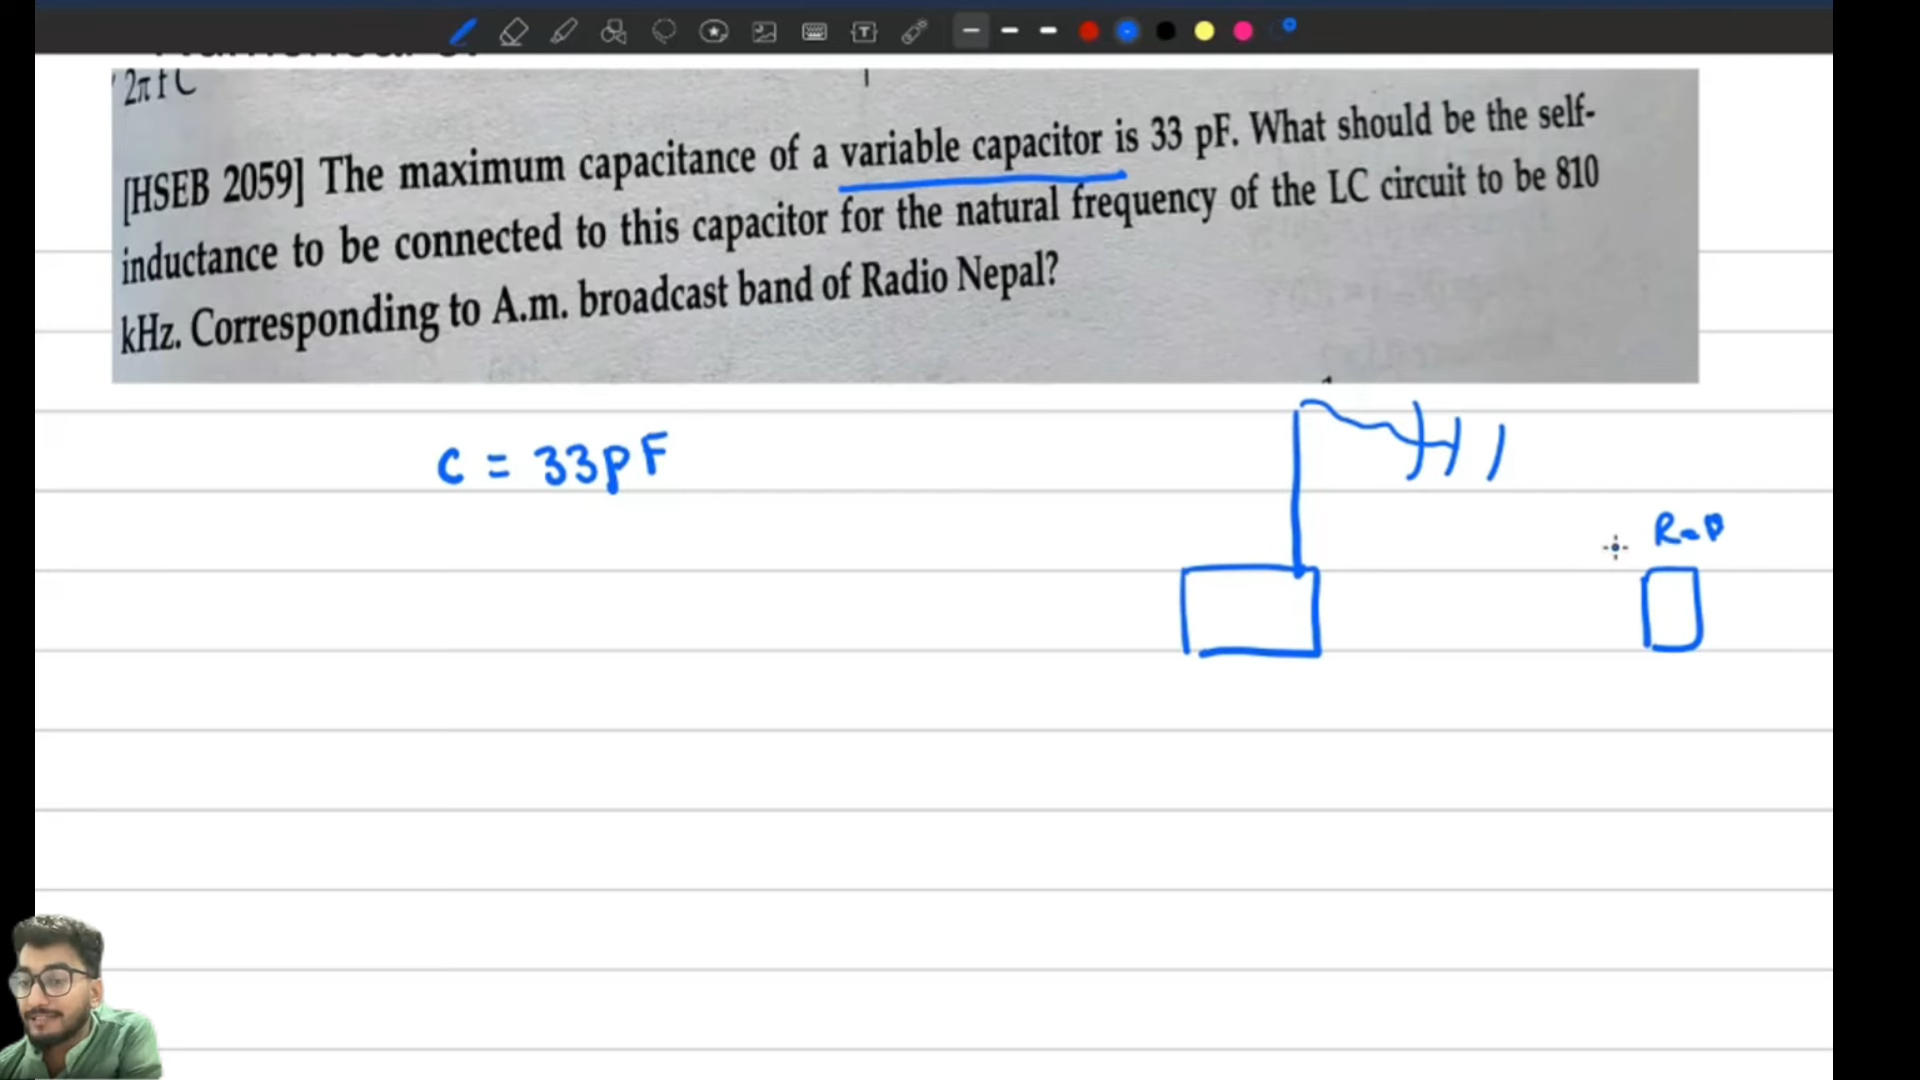 2π f C
[HSEB 2059] The maximum capacitance of a variable capacitor is 33 pF. What should be the self-
inductance to be connected to this capacitor for the natural frequency of the LC circuit to be 810
kHz. Corresponding to A.m. broadcast band of Radio Nepal?
C = 33pF